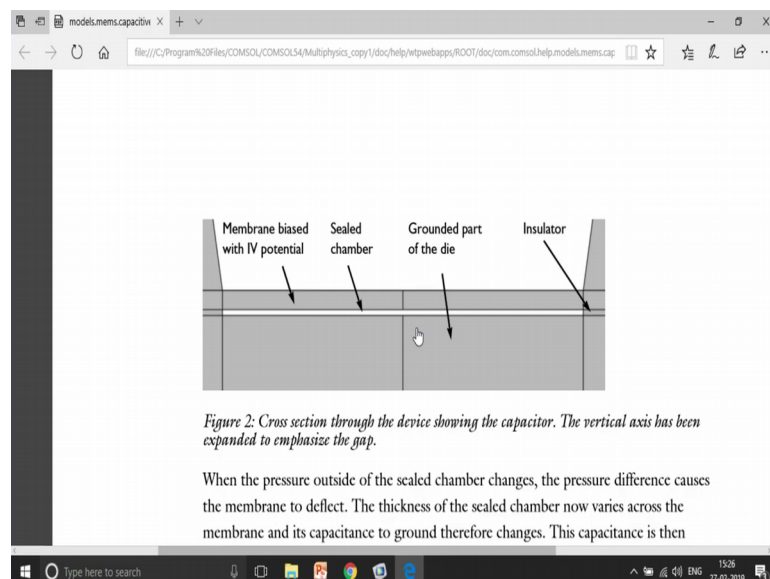 models.mems.capacitiv
file:///C:/Program%20Files/COMSOL/COMSOL54/Multiphysics_copy1/doc/help/wtpwebapps/ROOT/doc/com.comsol.help.models.mems.cap
Membrane biased Sealed Grounded part Insulator
with IV potential chamber of the die
Figure 2: Cross section through the device showing the capacitor. The vertical axis has been
expanded to emphasize the gap.
When the pressure outside of the sealed chamber changes, the pressure difference causes
the membrane to deflect. The thickness of the sealed chamber now varies across the
membrane and its capacitance to ground therefore changes. This capacitance is then
Type here to search
ENG
15:26
27-02-2019